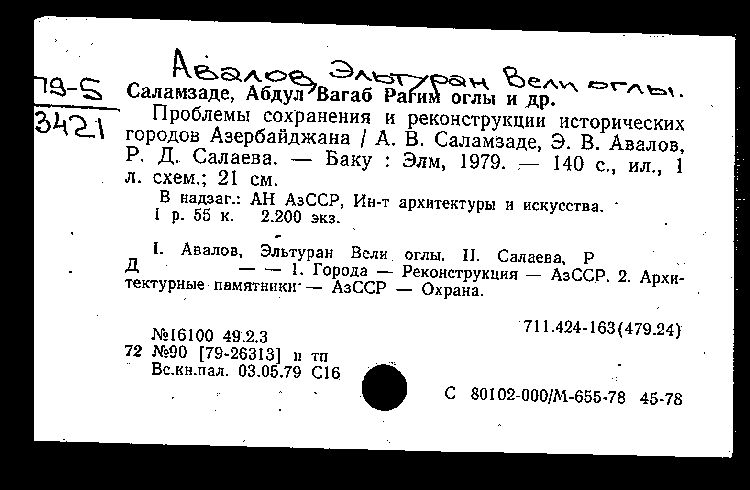 Авалов, Эльтуран Вели оглы.
79-5
3421
Саламзаде, Абдул Вагаб Рагим оглы и др.
Проблемы сохранения и реконструкции исторических
городов Азербайджана / А. В. Саламзаде, Э. В. Авалов,
Р. Д. Салаева. — Баку : Элм, 1979. — 140 с., ил., 1
л. схем.; 21 см.
В надзаг.: АН АзССР, Ин-т архитектуры и искусства.
1 р. 55 к. 2.200 экз.
I. Авалов, Эльтуран Вели оглы. II. Салаева, Р
Д — — 1. Города — Реконструкция — АзССР. 2. Архи-
тектурные памятники — АзССР — Охрана.
711.424-163(479.24)
№16100 49.2.3
72 №90 [79-26313] п тп
Вс.кн.пал. 03.05.79 С16
С 80102-000/М-655-78 45-78